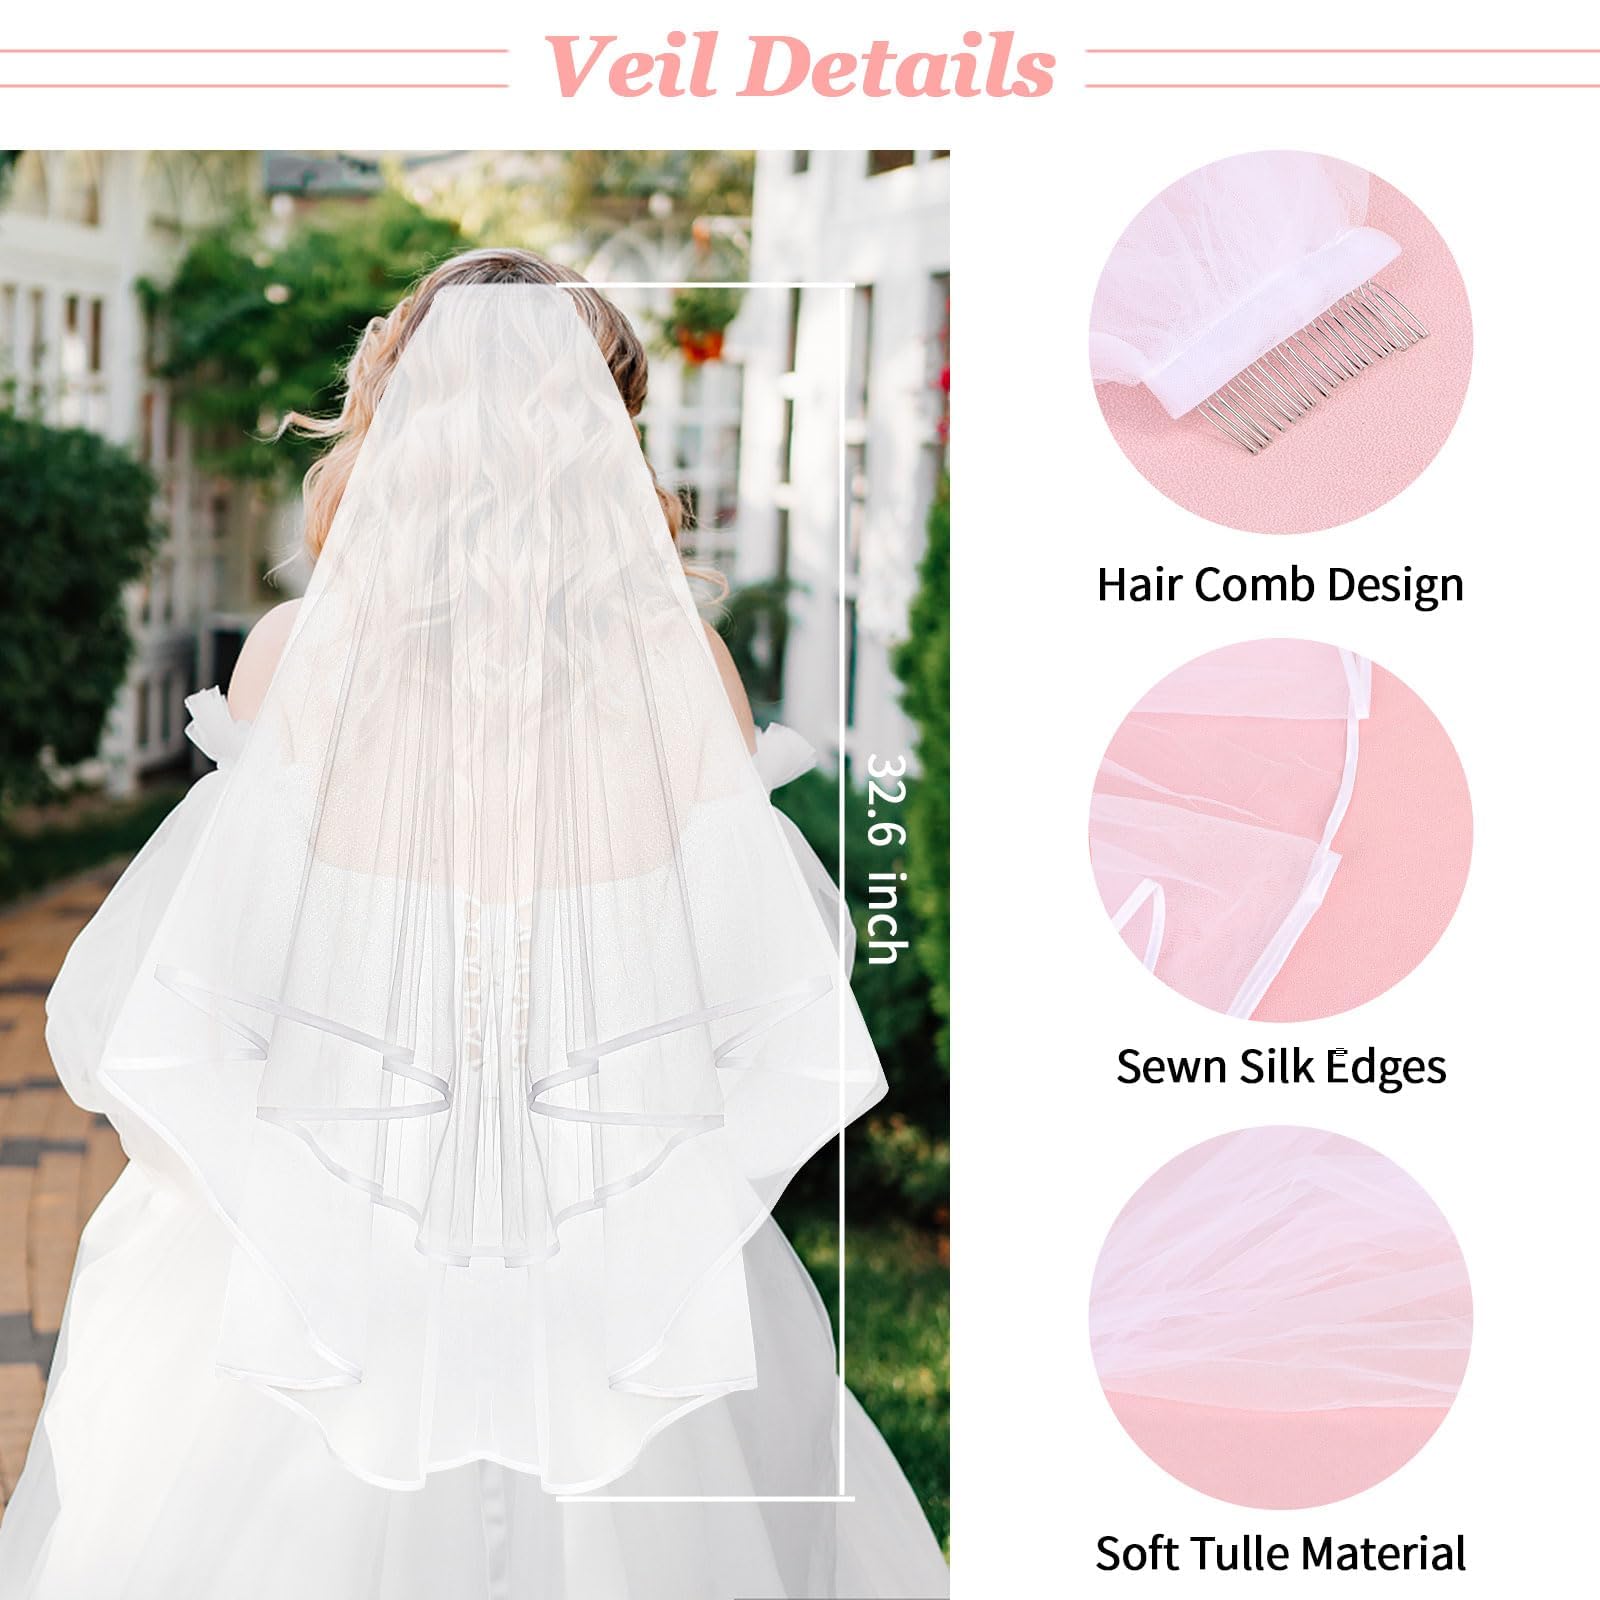 Veil Details
32.6 inch
Hair Comb Design
Sewn Silk Edges
Soft Tulle Material